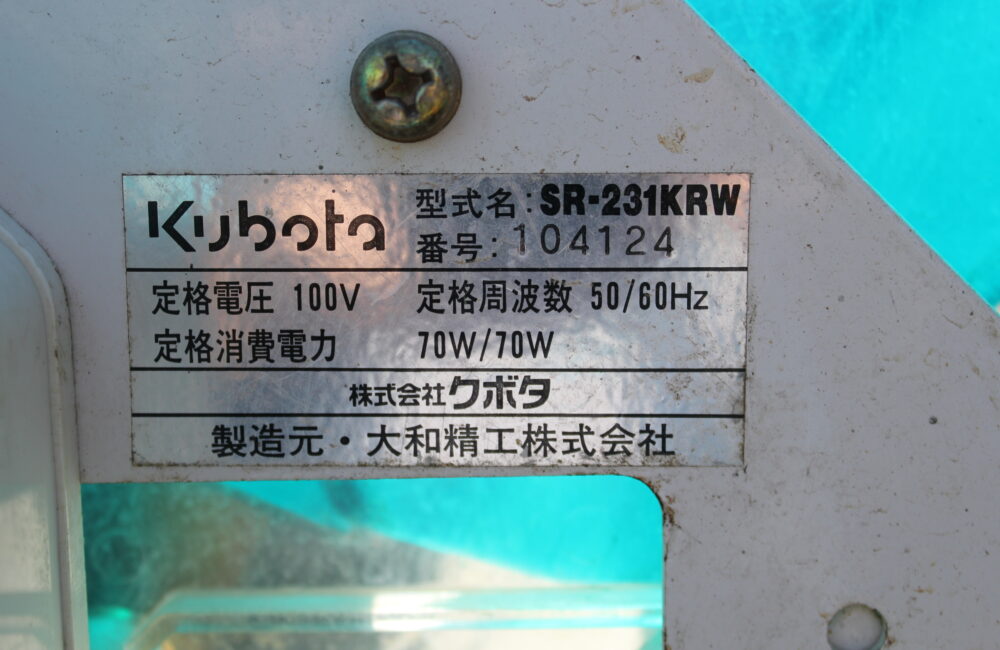 Kubota
型式名:SR-231KRW
番号:104124
定格電圧 100V 定格周波数 50/60Hz
定格消費電力 70W/70W
株式会社クボタ
製造元・大和精工株式会社